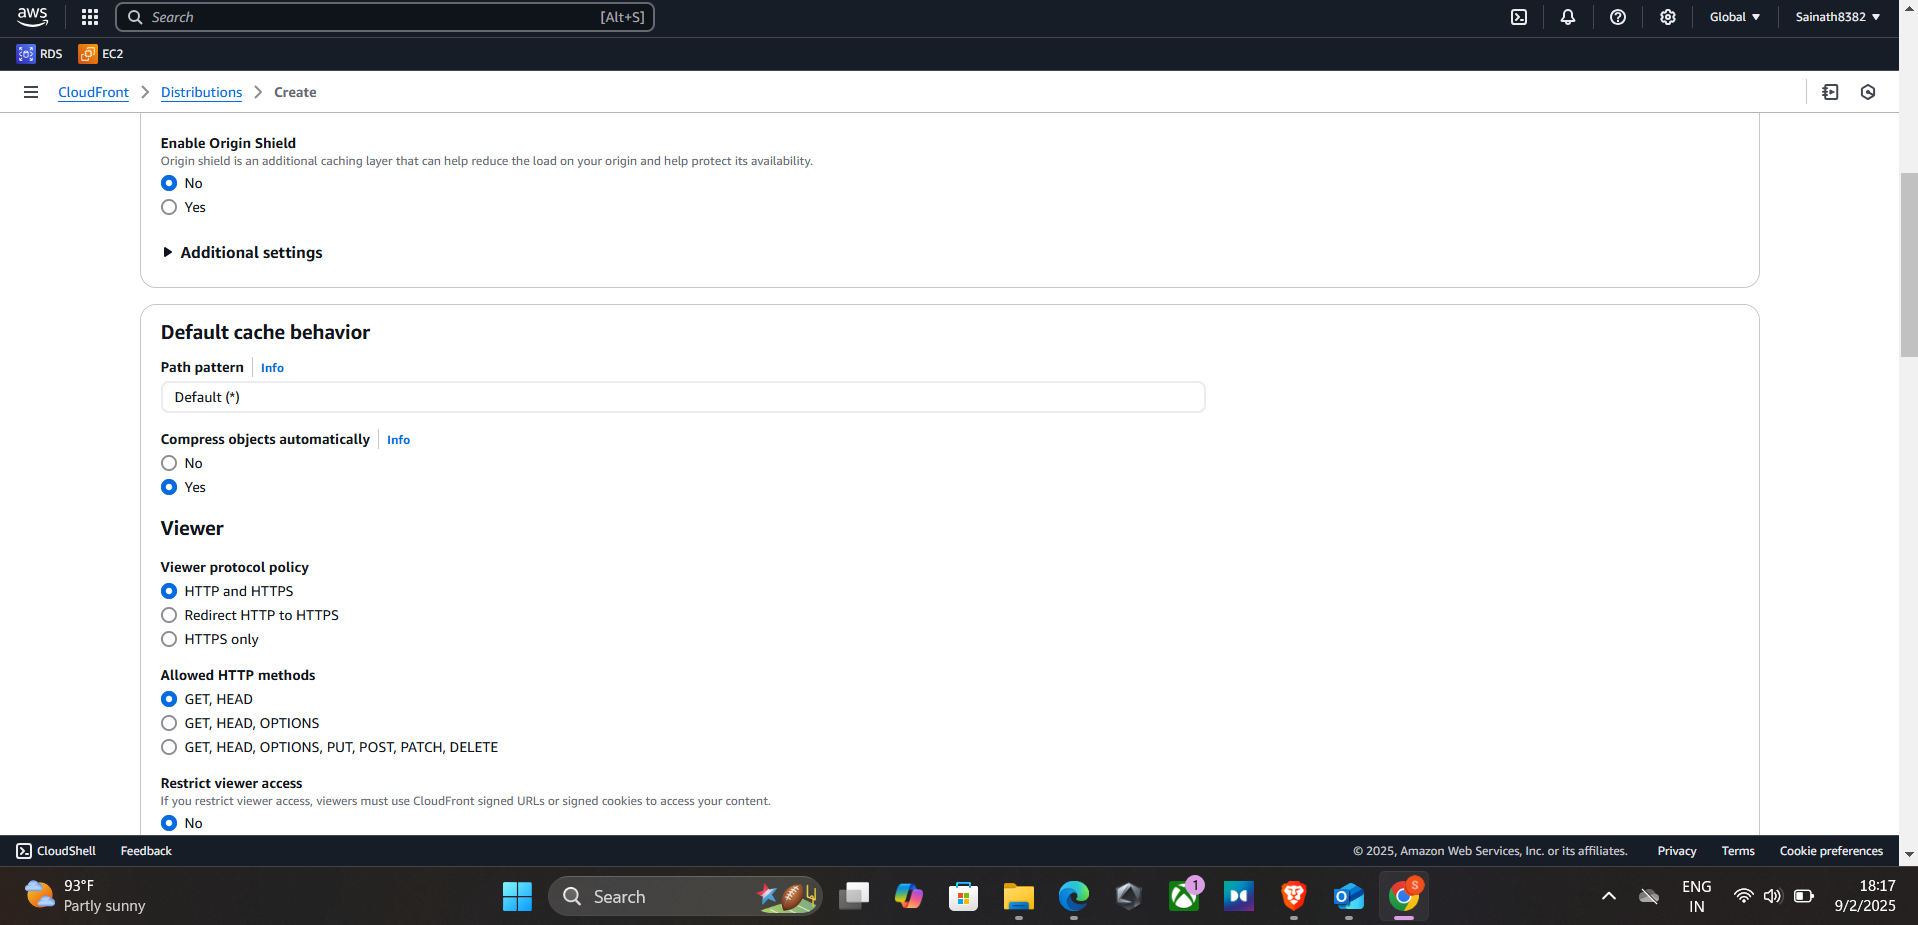 aws
Search
[Alt+S]
Global
Sainath8382
RDS
EC2
CloudFront
Distributions
Create
Enable Origin Shield
Origin shield is an additional caching layer that can help reduce the load on your origin and help protect its availability.
No
Yes
Additional settings
Default cache behavior
Path pattern
Info
Default (*)
Compress objects automatically
Info
No
Yes
Viewer
Viewer protocol policy
HTTP and HTTPS
Redirect HTTP to HTTPS
HTTPS only
Allowed HTTP methods
GET, HEAD
GET, HEAD, OPTIONS
GET, HEAD, OPTIONS, PUT, POST, PATCH, DELETE
Restrict viewer access
If you restrict viewer access, viewers must use CloudFront signed URLs or signed cookies to access your content.
No
CloudShell
Feedback
© 2025, Amazon Web Services, Inc. or its affiliates.
Privacy
Terms
Cookie preferences
93°F
Partly sunny
Search
1
S
ENG
IN
18:17
9/2/2025